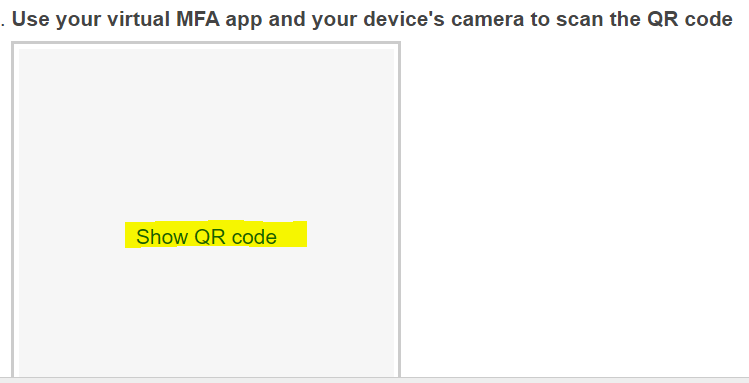 . Use your virtual MFA app and your device's camera to scan the QR code
Show QR code